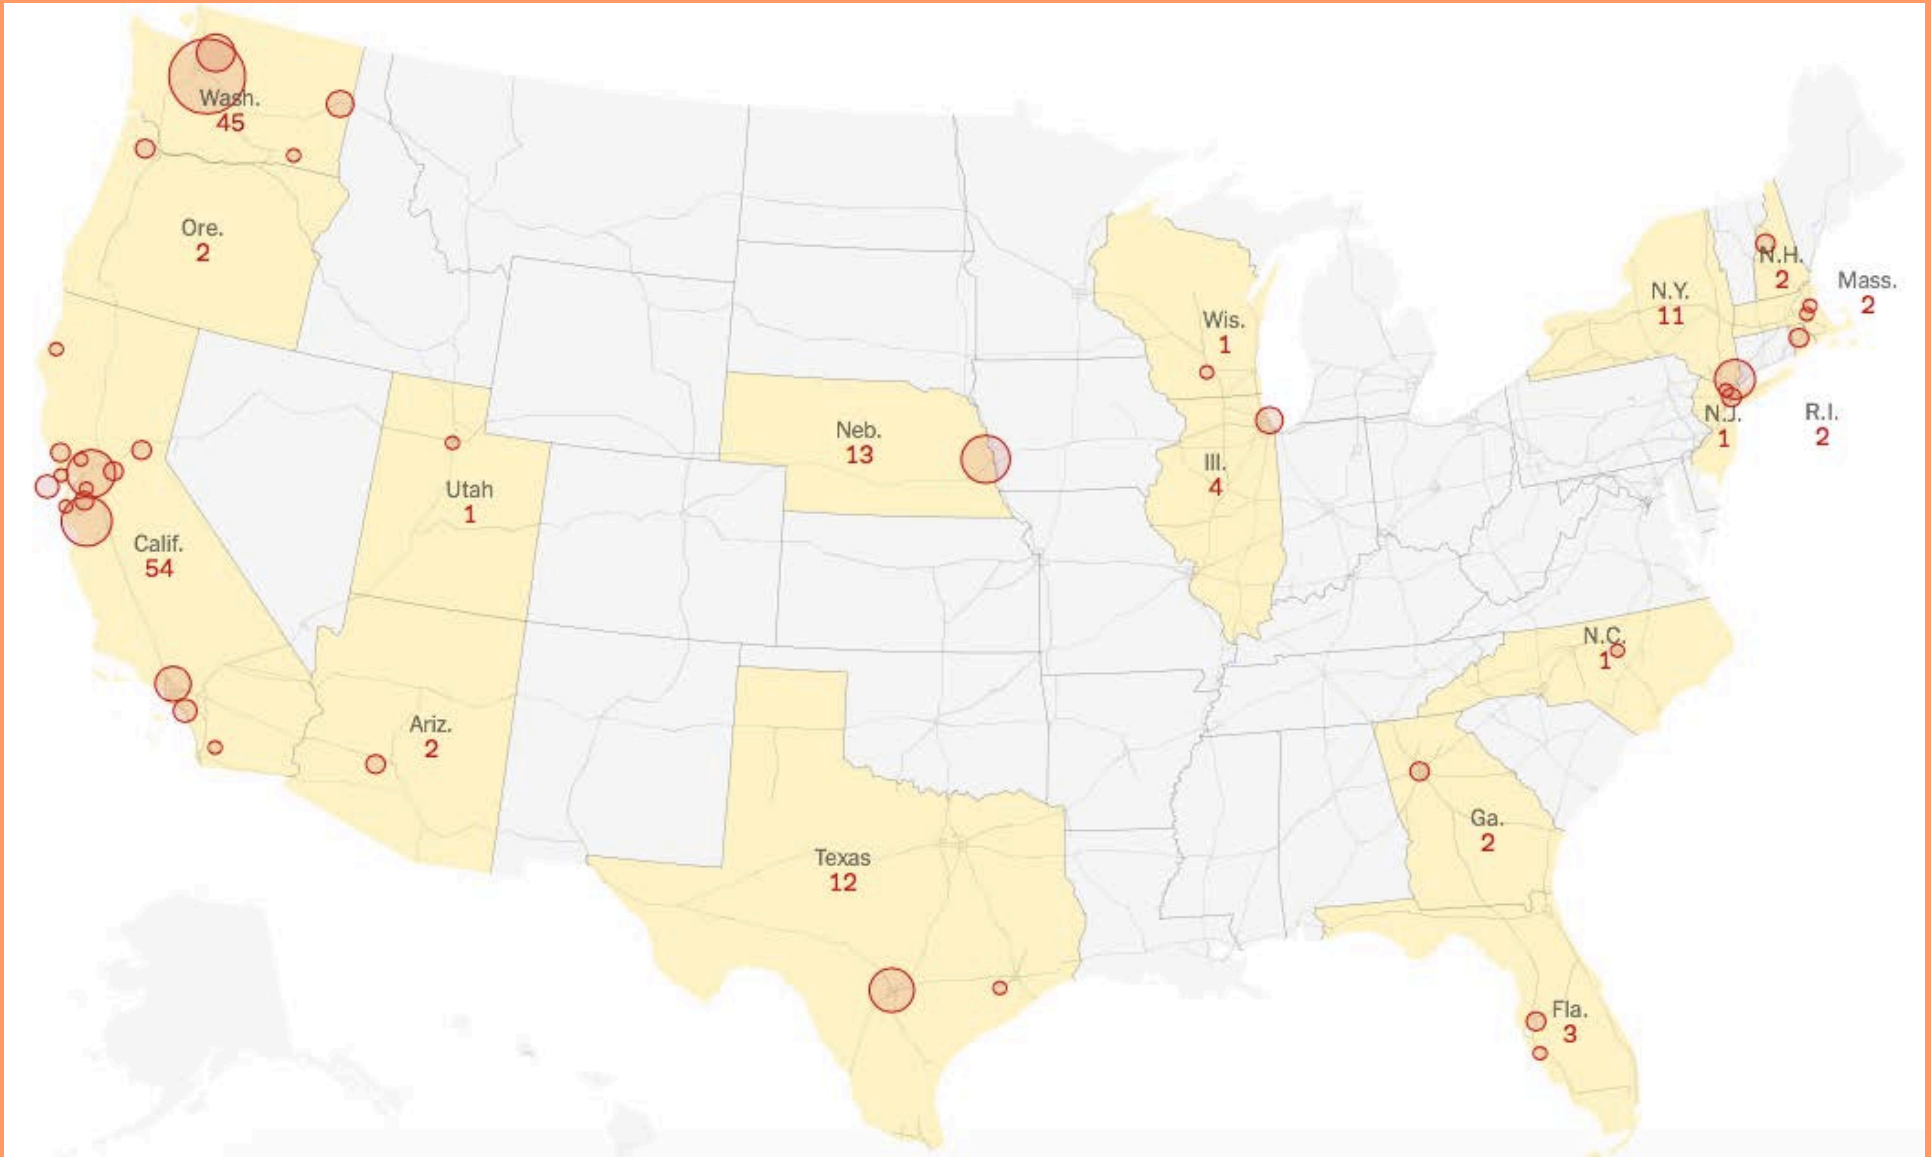 Wash.
45
Ore.
2
N.H.
2
Mass.
2
N.Y.
11
Wis.
1
N.J.
1
R.I.
2
Neb.
13
Ill.
4
Utah
1
Calif.
54
N.C.
1
Ariz.
2
Ga.
2
Texas
12
Fla.
3